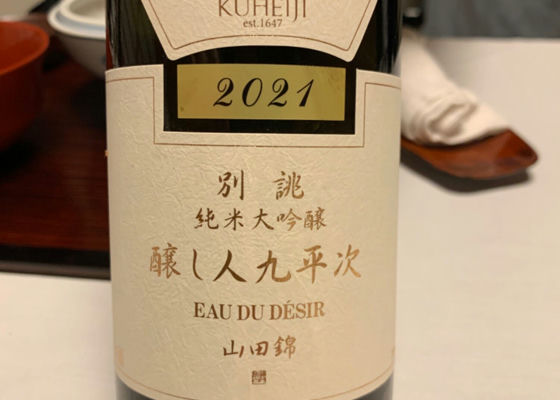 KUHEIJI
est.1647
2021
別 誂
純米大吟醸
醸し人九平次
EAU DU DÉSIR
山田錦